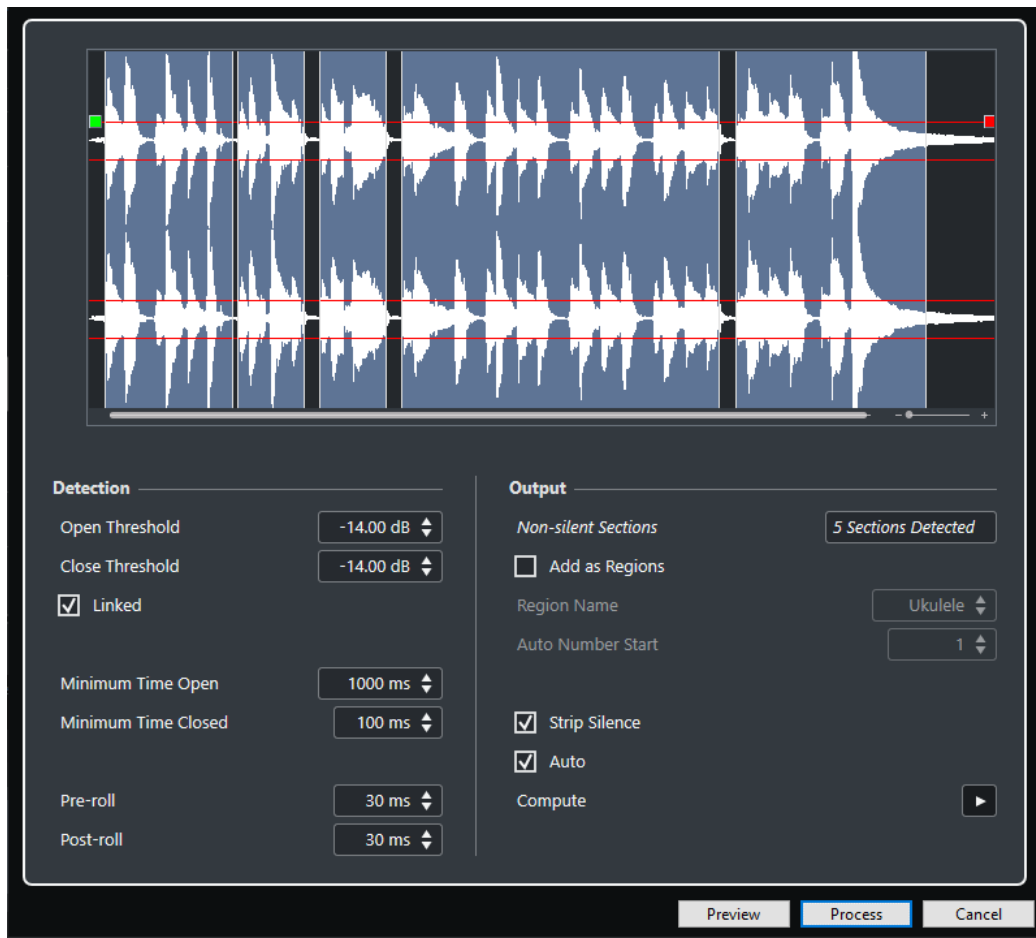 Detection
Open Threshold -14.00 dB
Close Threshold -14.00 dB
Linked
Minimum Time Open 1000 ms
Minimum Time Closed 100 ms
Pre-roll 30 ms
Post-roll 30 ms
Output
Non-silent Sections 5 Sections Detected
Add as Regions
Region Name Ukulele
Auto Number Start 1
Strip Silence
Auto
Compute
Preview Process Cancel